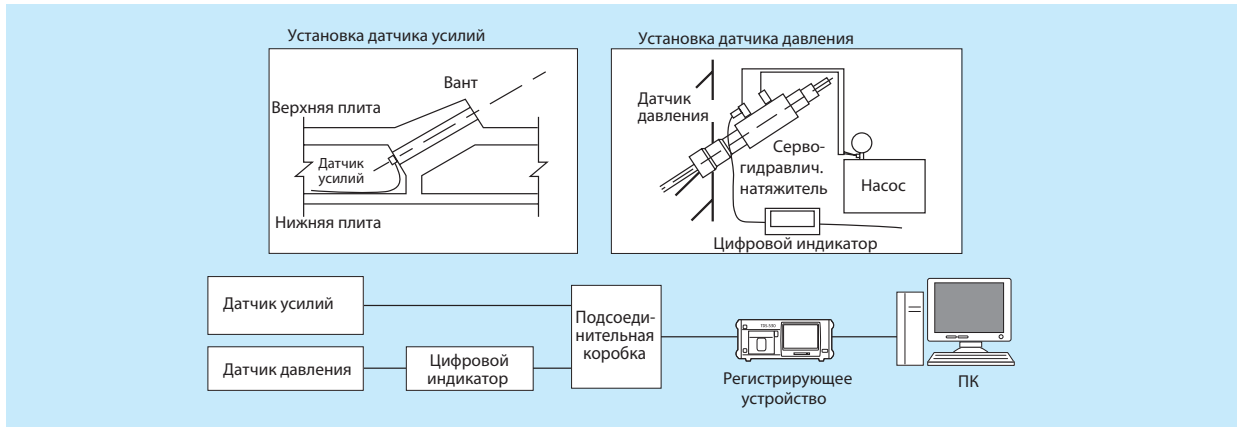 Установка датчика усилий
Вант
Верхняя плита
Датчик
усилий
Нижняя плита
Установка датчика давления
Датчик
давления
Серво-
гидравлич.
натяжитель
Насос
Цифровой индикатор
Датчик усилий
Датчик давления
Цифровой
индикатор
Подсоеди-
нительная
коробка
Регистрирующее
устройство
ПК